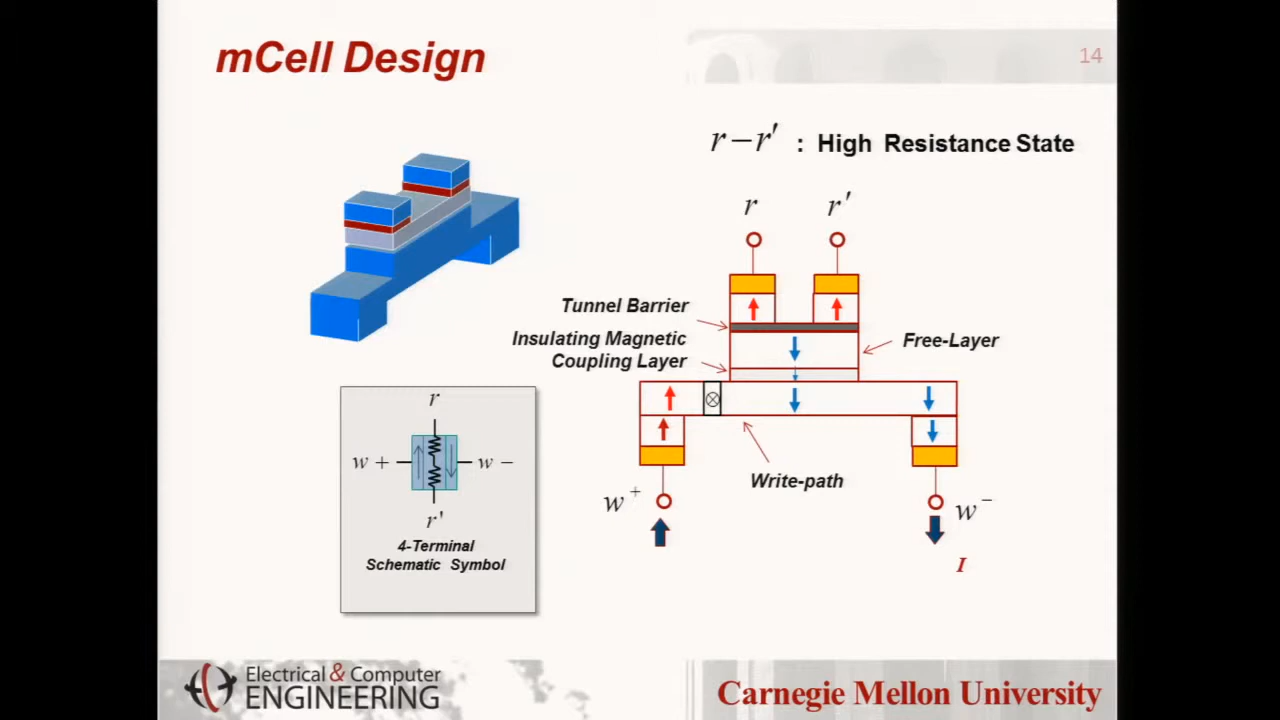 mCell Design
14
r – r' : High Resistance State
r r'
Tunnel Barrier
Insulating Magnetic
Coupling Layer
Free-Layer
Write-path
w +
w −
I
r
w + w −
r'
4-Terminal
Schematic Symbol
Electrical & Computer
ENGINEERING
Carnegie Mellon University